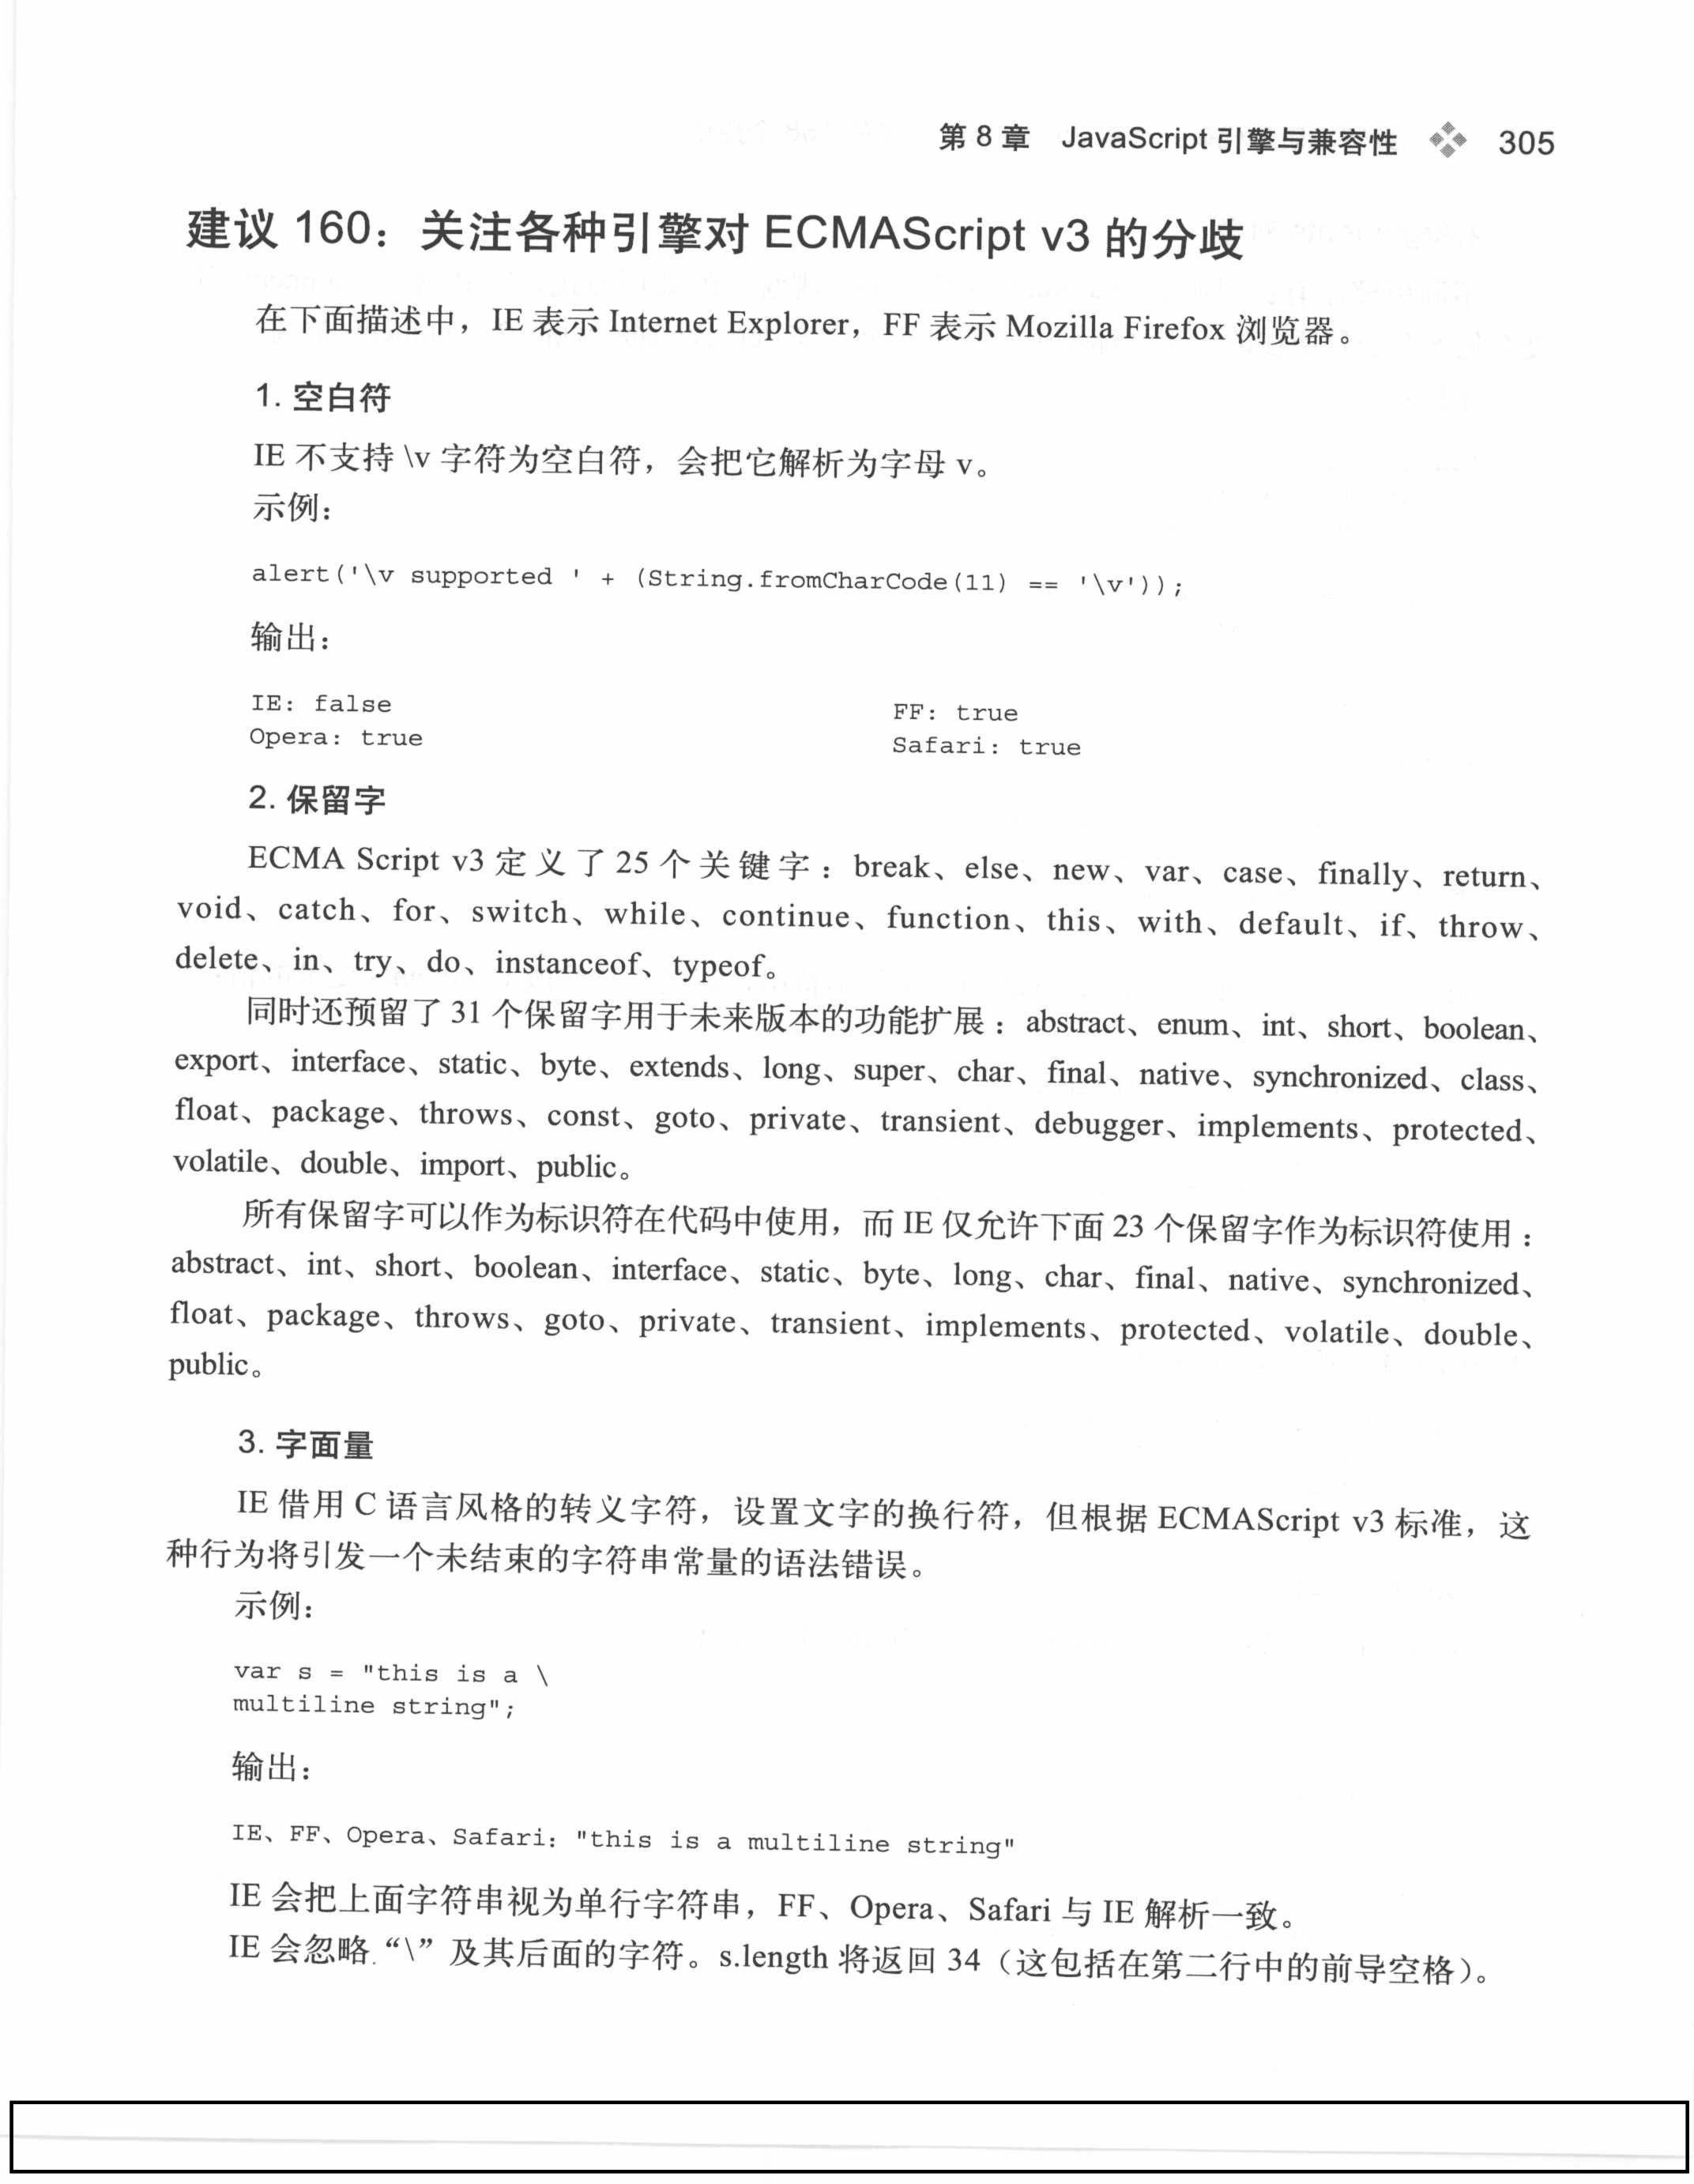 第 8 章 JavaScript 引擎与兼容性 305
建议 160：关注各种引擎对 ECMAScript v3 的分歧
在下面描述中，IE 表示 Internet Explorer，FF 表示 Mozilla Firefox 浏览器。
1. 空白符
IE 不支持 \v 字符为空白符，会把它解析为字母 v。
示例：
alert('\v supported ' + (String.fromCharCode(11) == '\v'));
输出：
IE: false FF: true
Opera: true Safari: true
2. 保留字
ECMA Script v3 定义了 25 个关键字：break、else、new、var、case、finally、return、
void、catch、for、switch、while、continue、function、this、with、default、if、throw、
delete、in、try、do、instanceof、typeof。
同时还预留了 31 个保留字用于未来版本的功能扩展：abstract、enum、int、short、boolean、
export、interface、static、byte、extends、long、super、char、final、native、synchronized、class、
float、package、throws、const、goto、private、transient、debugger、implements、protected、
volatile、double、import、public。
所有保留字可以作为标识符在代码中使用，而 IE 仅允许下面 23 个保留字作为标识符使用：
abstract、int、short、boolean、interface、static、byte、long、char、final、native、synchronized、
float、package、throws、goto、private、transient、implements、protected、volatile、double、
public。
3. 字面量
IE 借用 C 语言风格的转义字符，设置文字的换行符，但根据 ECMAScript v3 标准，这
种行为将引发一个未结束的字符串常量的语法错误。
示例：
var s = "this is a \
multiline string";
输出：
IE、FF、Opera、Safari: "this is a multiline string"
IE 会把上面字符串视为单行字符串，FF、Opera、Safari 与 IE 解析一致。
IE 会忽略 “\” 及其后面的字符。s.length 将返回 34（这包括在第二行中的前导空格）。